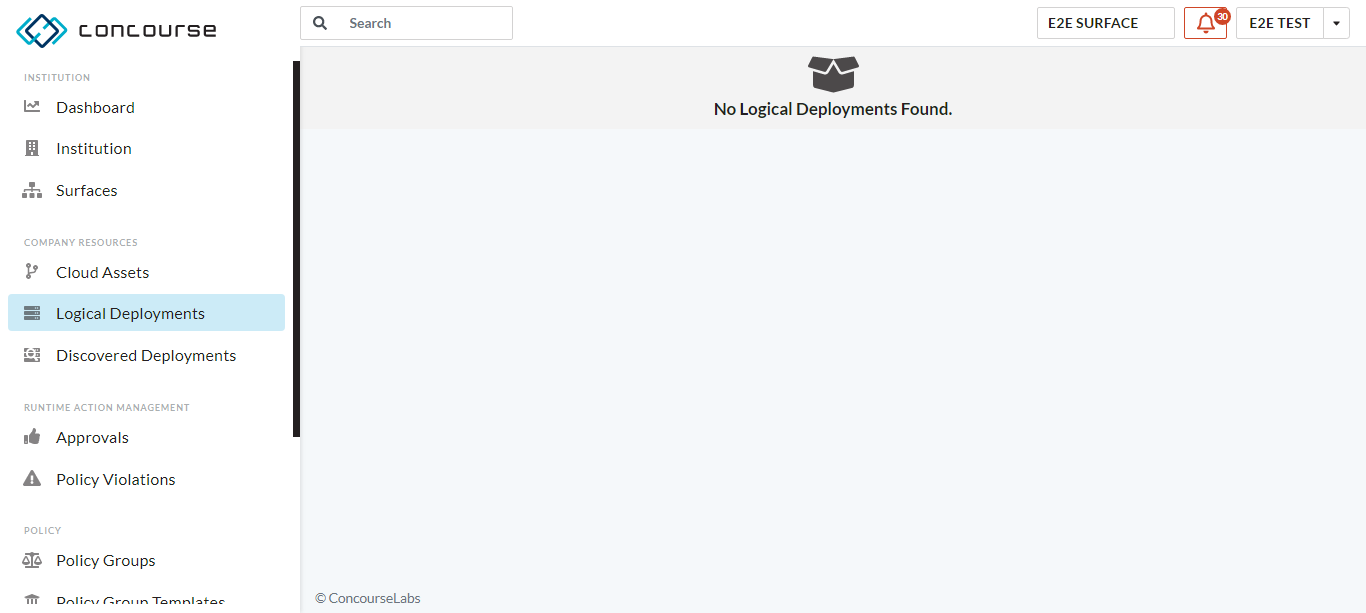 concourse
Search
E2E SURFACE
30
E2E TEST
INSTITUTION
Dashboard
Institution
Surfaces
COMPANY RESOURCES
Cloud Assets
Logical Deployments
Discovered Deployments
RUNTIME ACTION MANAGEMENT
Approvals
Policy Violations
POLICY
Policy Groups
Policy Group Templates
No Logical Deployments Found.
© ConcourseLabs